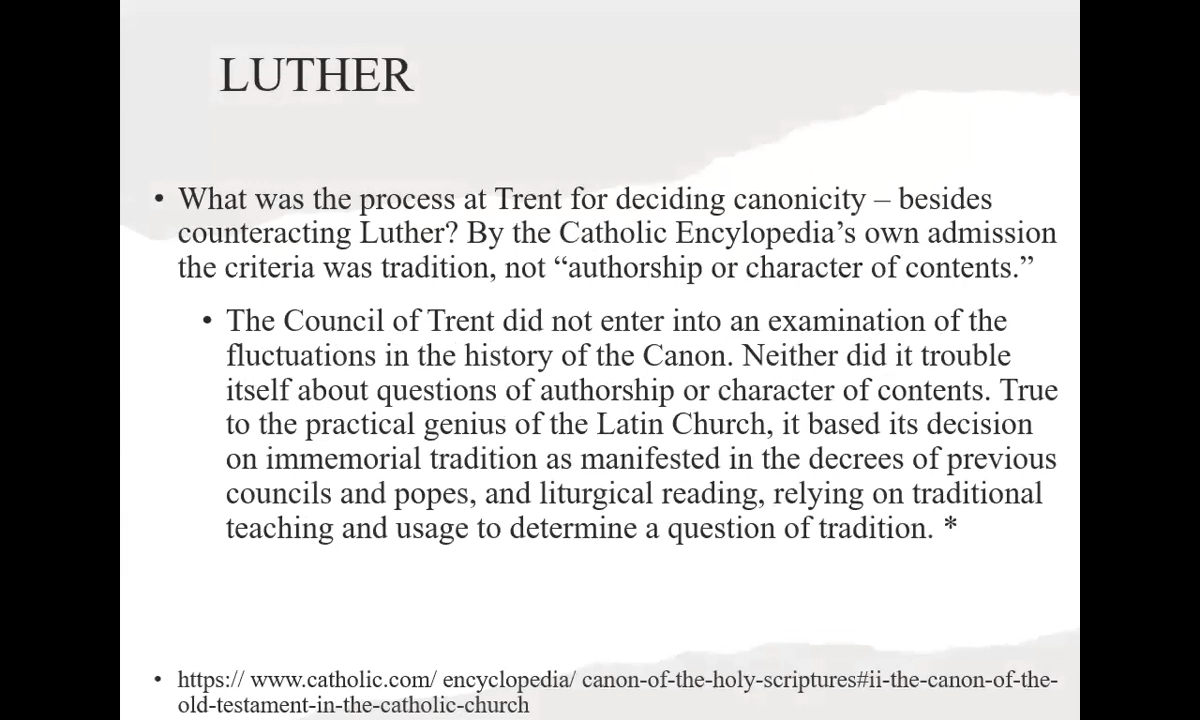 LUTHER
• What was the process at Trent for deciding canonicity – besides
counteracting Luther? By the Catholic Encylopedia’s own admission
the criteria was tradition, not “authorship or character of contents.”
• The Council of Trent did not enter into an examination of the
fluctuations in the history of the Canon. Neither did it trouble
itself about questions of authorship or character of contents. True
to the practical genius of the Latin Church, it based its decision
on immemorial tradition as manifested in the decrees of previous
councils and popes, and liturgical reading, relying on traditional
teaching and usage to determine a question of tradition. *
• https:// www.catholic.com/ encyclopedia/ canon-of-the-holy-scriptures#ii-the-canon-of-the-
old-testament-in-the-catholic-church